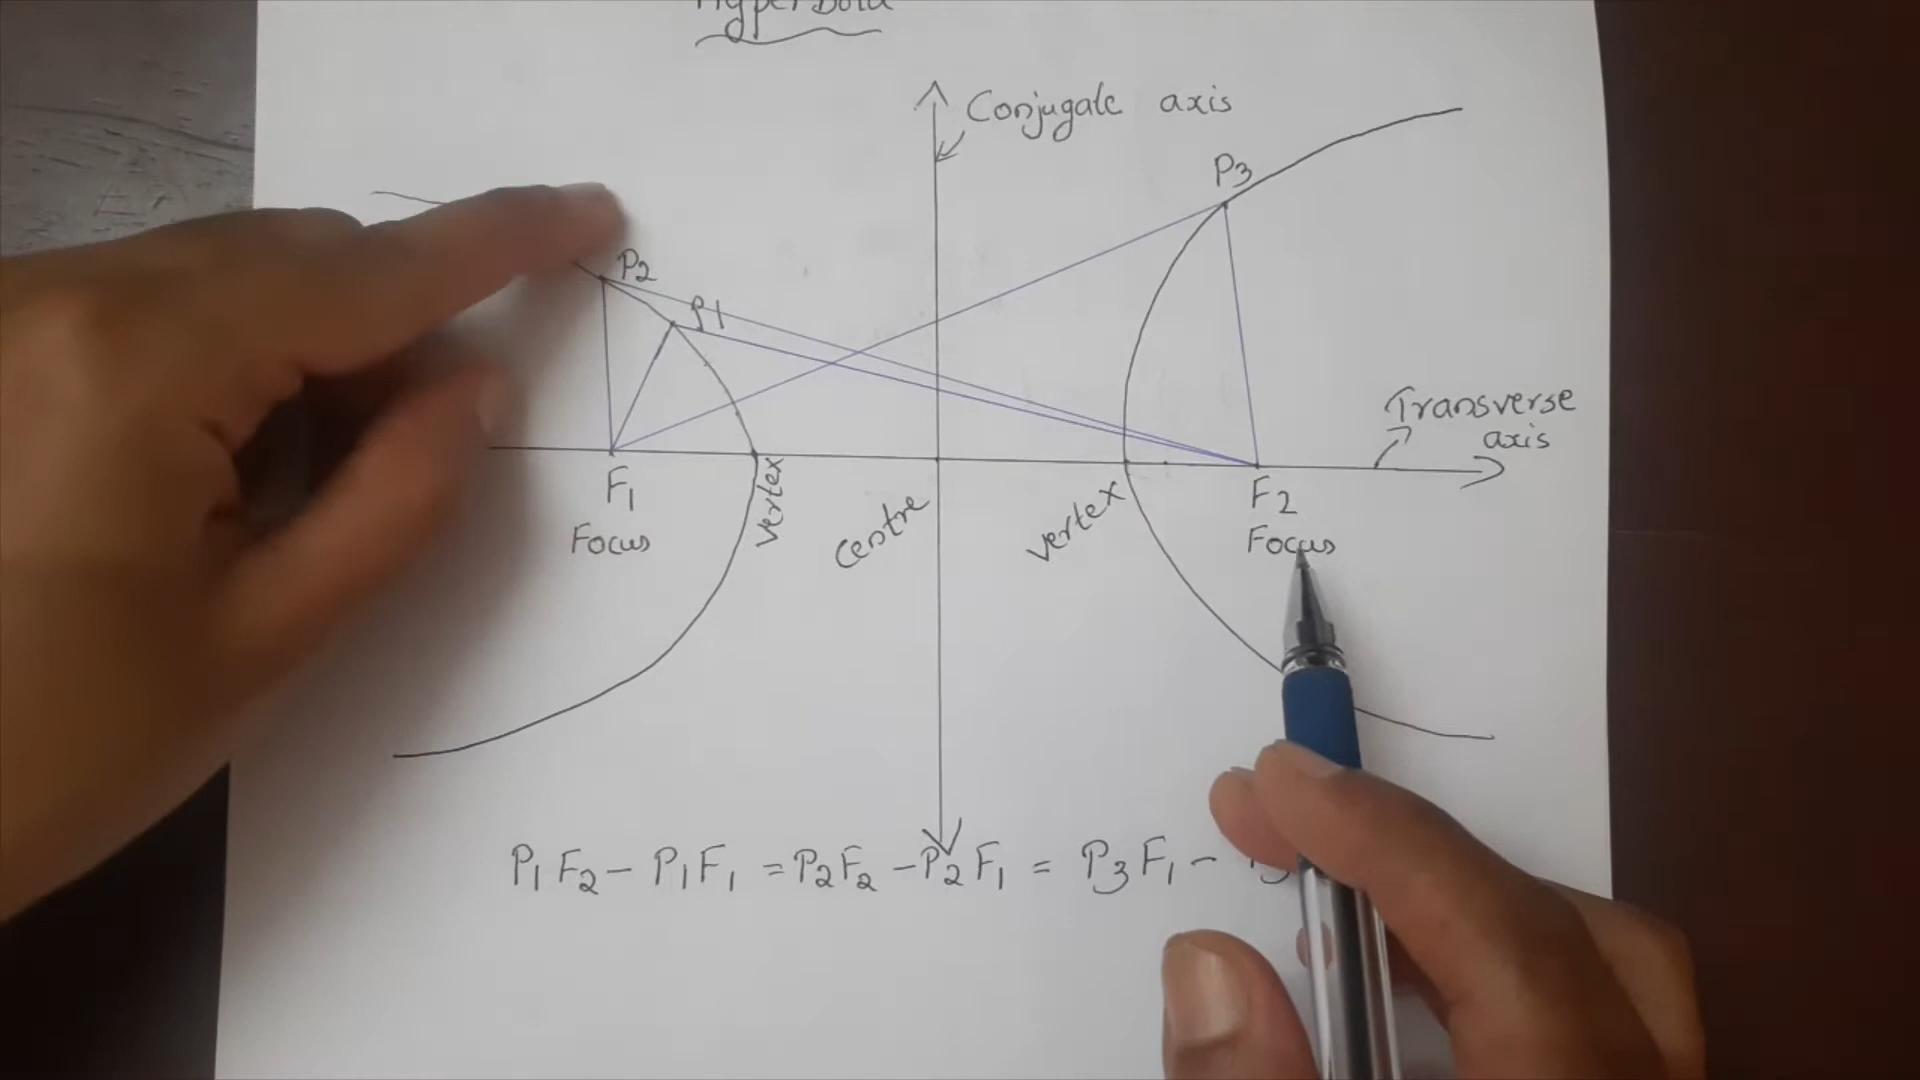 Hyperbola
Conjugate axis
P3
P2
P1
Transverse
axis
F1
Focus
vertex
Centre
vertex
F2
Focus
P1F2 - P1F1 = P2F2 - P2F1 = P3F1 -